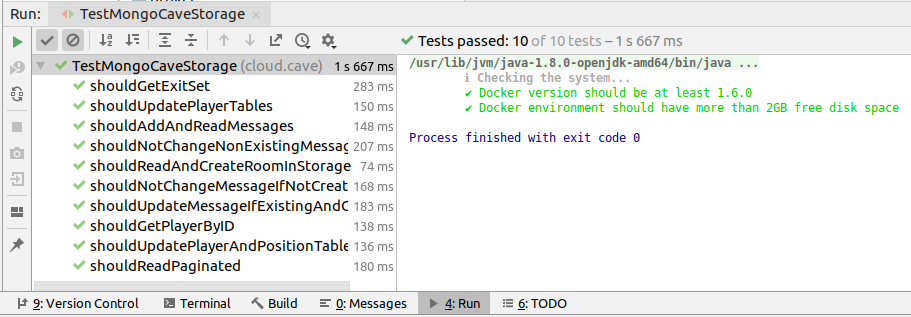 Run: TestMongoCaveStorage
Tests passed: 10 of 10 tests – 1 s 667 ms
TestMongoCaveStorage (cloud.cave) 1 s 667 ms
shouldGetExitSet 283 ms
shouldUpdatePlayerTables 150 ms
shouldAddAndReadMessages 148 ms
shouldNotChangeNonExistingMessag 207 ms
shouldReadAndCreateRoomInStorage 74 ms
shouldNotChangeMessageIfNotCreat 168 ms
shouldUpdateMessageIfExistingAndC 183 ms
shouldGetPlayerByID 138 ms
shouldUpdatePlayerAndPositionTable 136 ms
shouldReadPaginated 180 ms
/usr/lib/jvm/java-1.8.0-openjdk-amd64/bin/java ...
ℹ Checking the system...
✔ Docker version should be at least 1.6.0
✔ Docker environment should have more than 2GB free disk space
Process finished with exit code 0
9: Version Control Terminal Build 0: Messages 4: Run 6: TODO